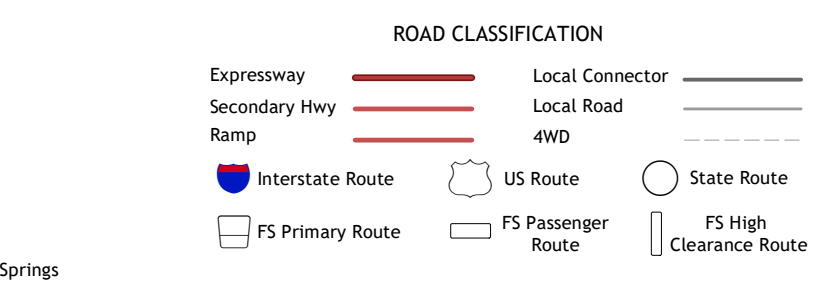 ROAD CLASSIFICATION
Expressway
Local Connector
Secondary Hwy
Local Road
Ramp
4WD
Interstate Route
US Route
State Route
FS Primary Route
FS Passenger
Route
FS High
Clearance Route
Springs